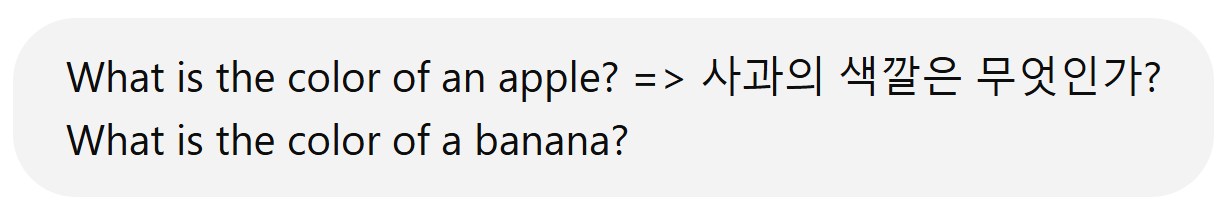 What is the color of an apple? => 사과의 색깔은 무엇인가?
What is the color of a banana?